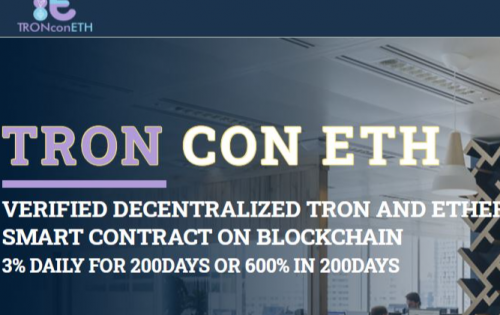 TRONconETH
TRON CON ETH
VERIFIED DECENTRALIZED TRON AND ETHER
SMART CONTRACT ON BLOCKCHAIN
3% DAILY FOR 200DAYS OR 600% IN 200DAYS